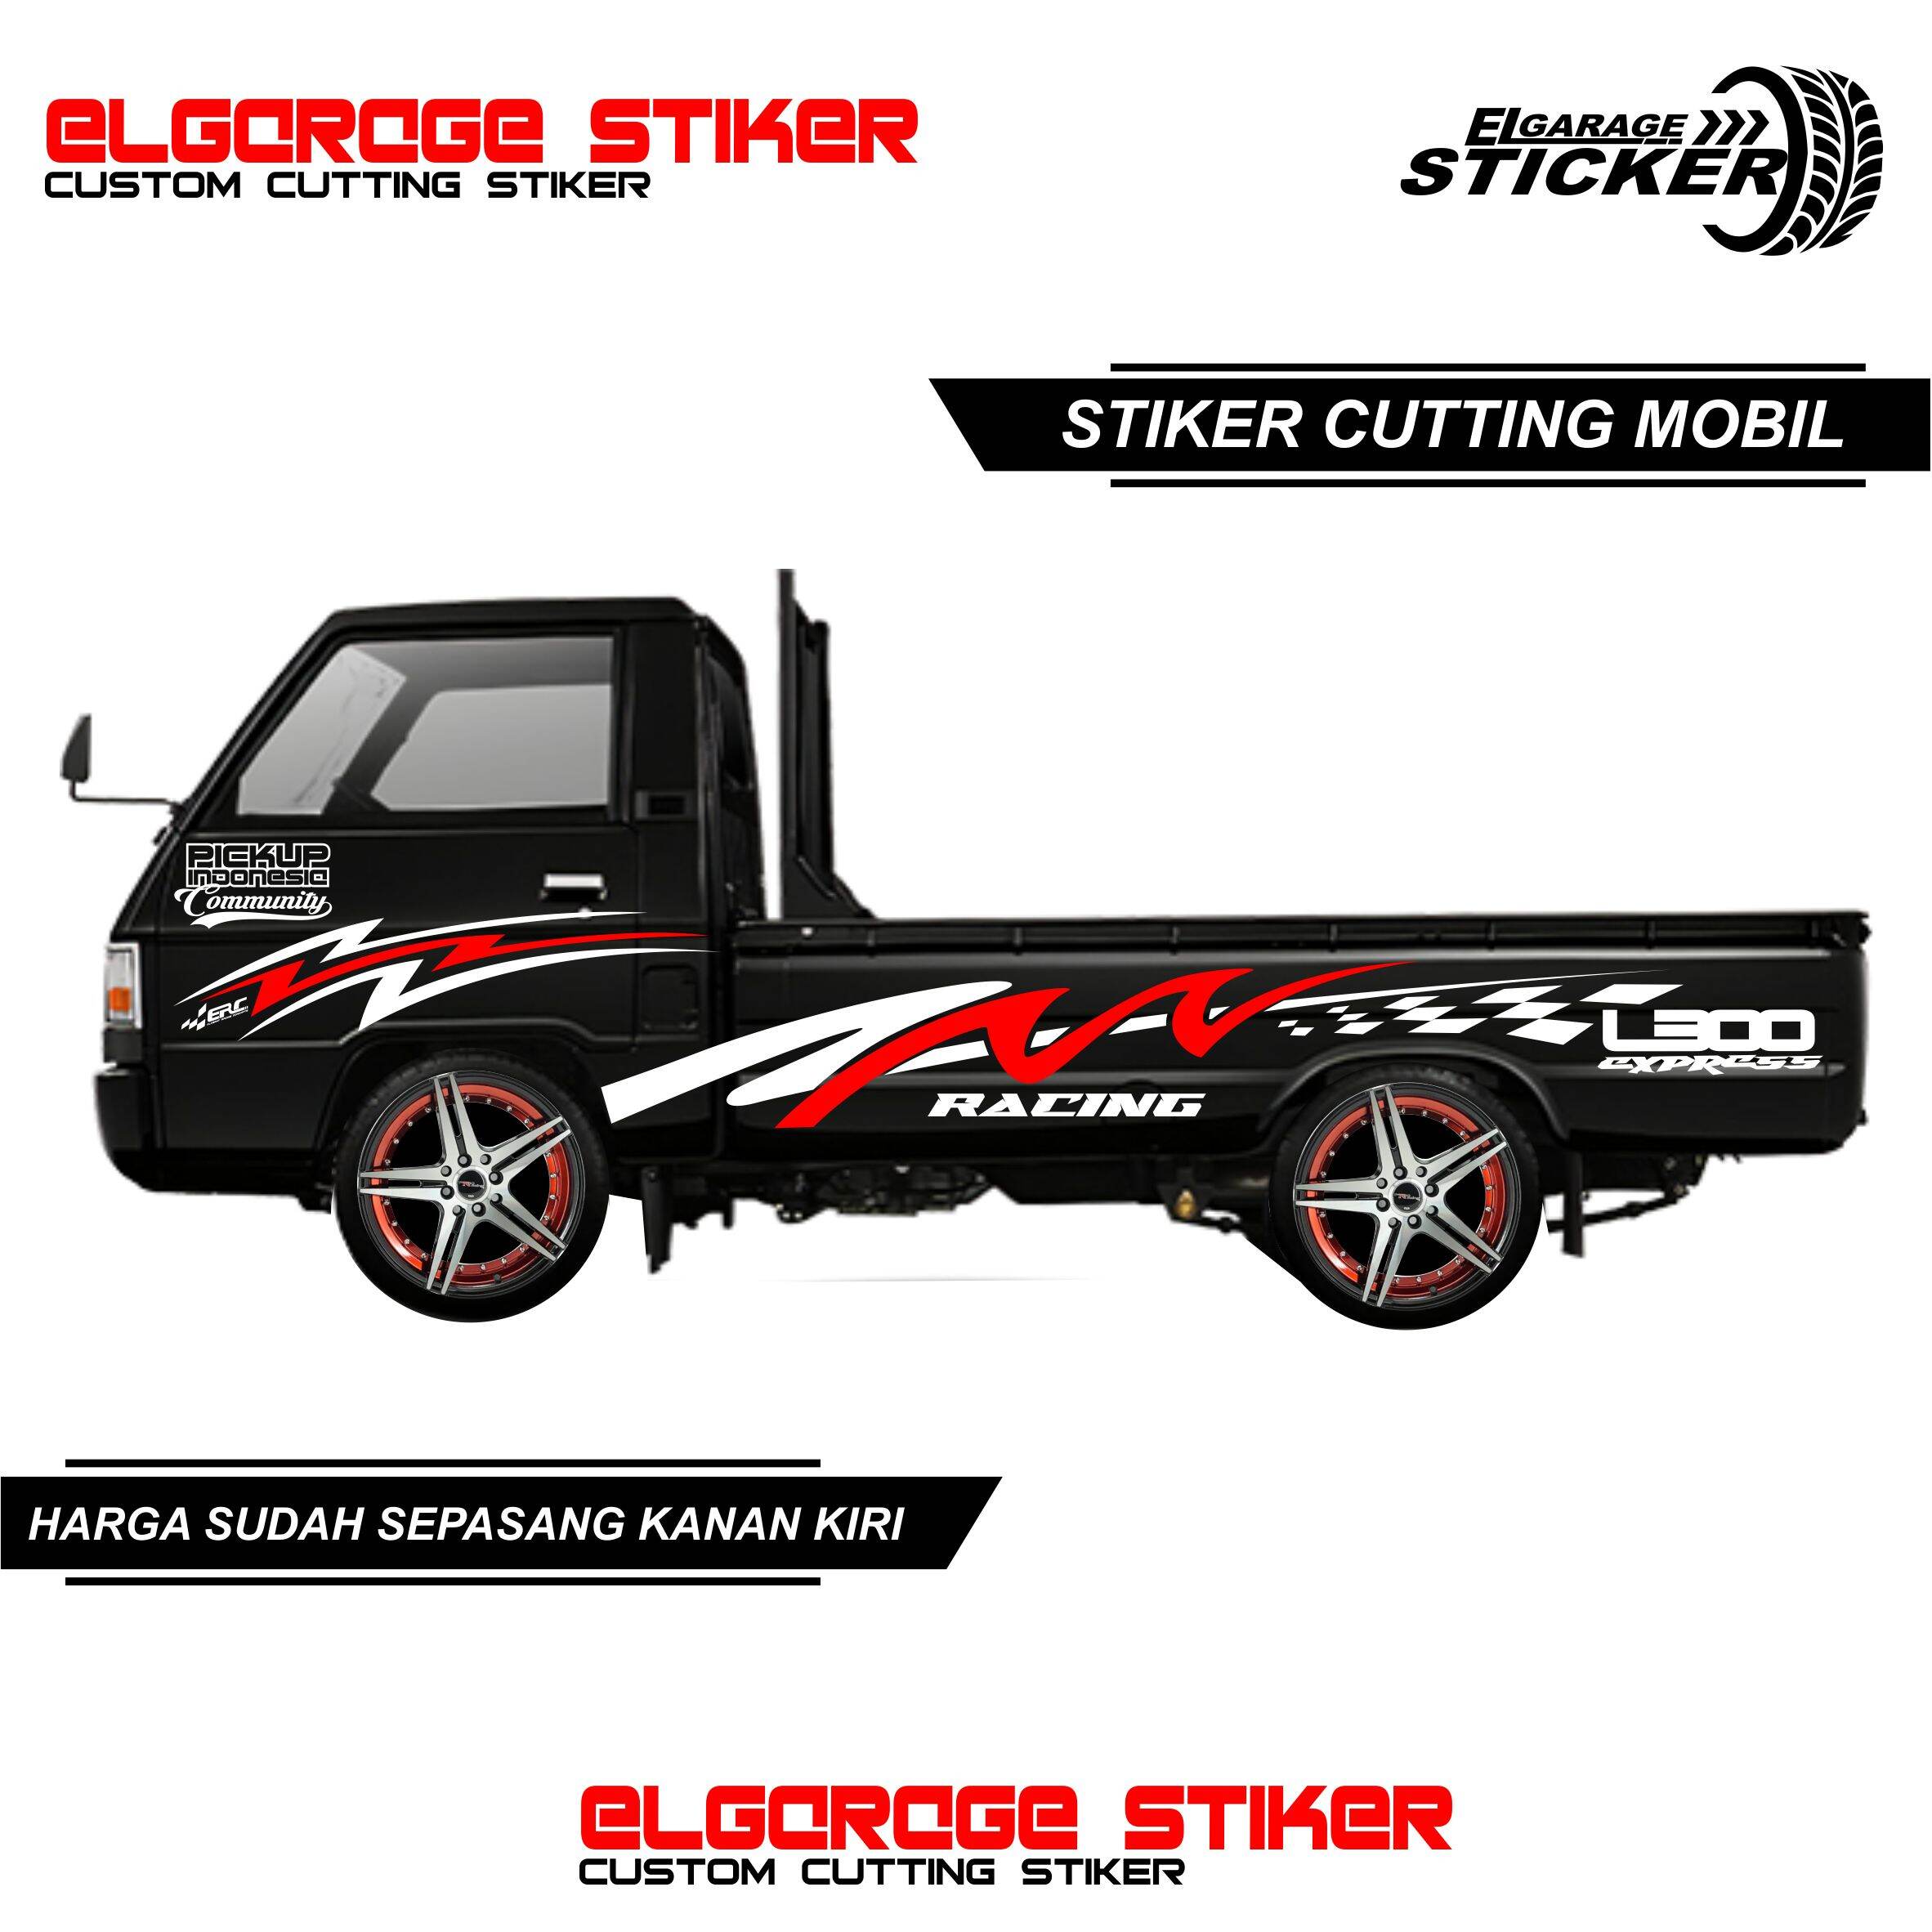 ELGARAGE STIKER
CUSTOM CUTTING STIKER
ELGARAGE
STICKER
STIKER CUTTING MOBIL
PICKUP
INDONESIA
Community
ERC
RACING
L300
EXPRESS
HARGA SUDAH SEPASANG KANAN KIRI
ELGARAGE STIKER
CUSTOM CUTTING STIKER